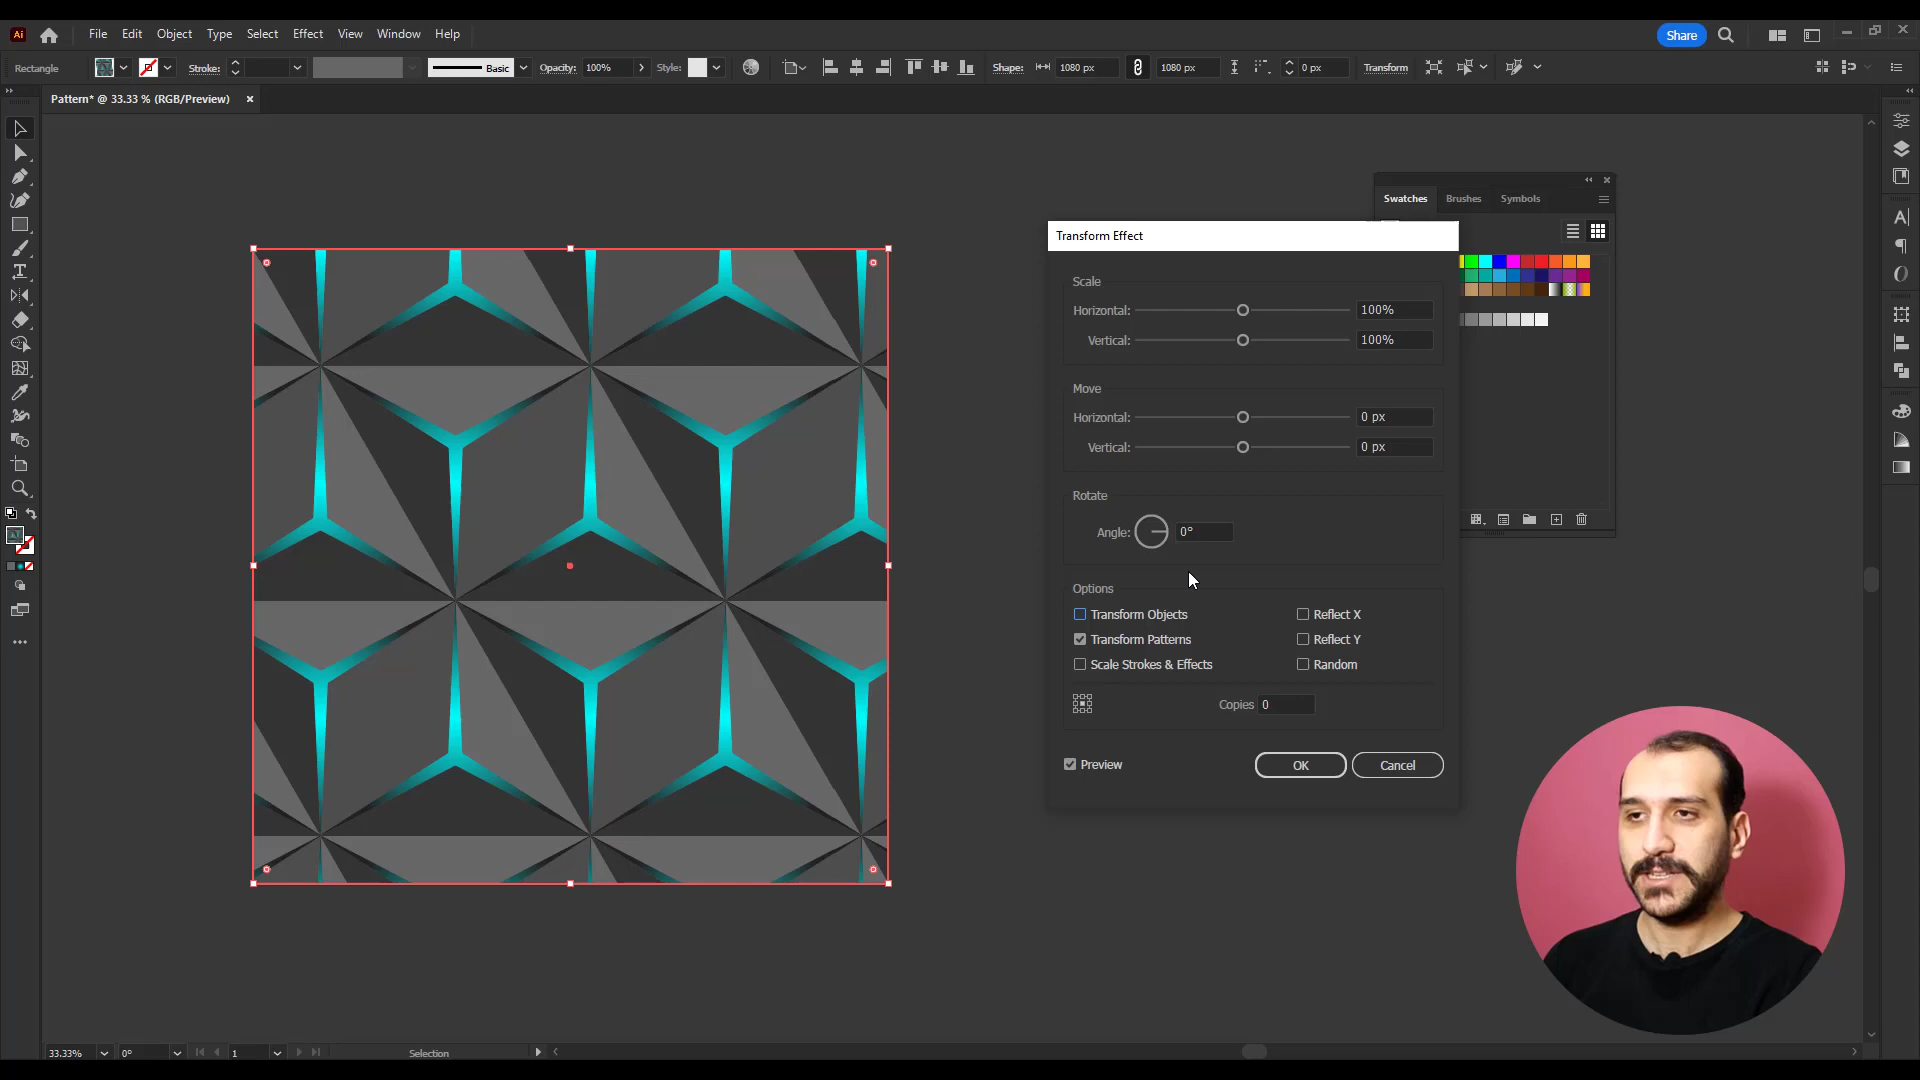 Ai File Edit Object Type Select Effect View Window Help Share
Rectangle Stroke: Basic Opacity: 100% Style: Shape: 1080 px 1080 px 0 px Transform
Pattern* @ 33.33 % (RGB/Preview)
Swatches Brushes Symbols
Transform Effect
Scale
Horizontal: 100%
Vertical: 100%
Move
Horizontal: 0 px
Vertical: 0 px
Rotate
Angle: 0°
Options
Transform Objects Reflect X
Transform Patterns Reflect Y
Scale Strokes & Effects Random
Copies 0
Preview OK Cancel
33.33% 0° 1 Selection